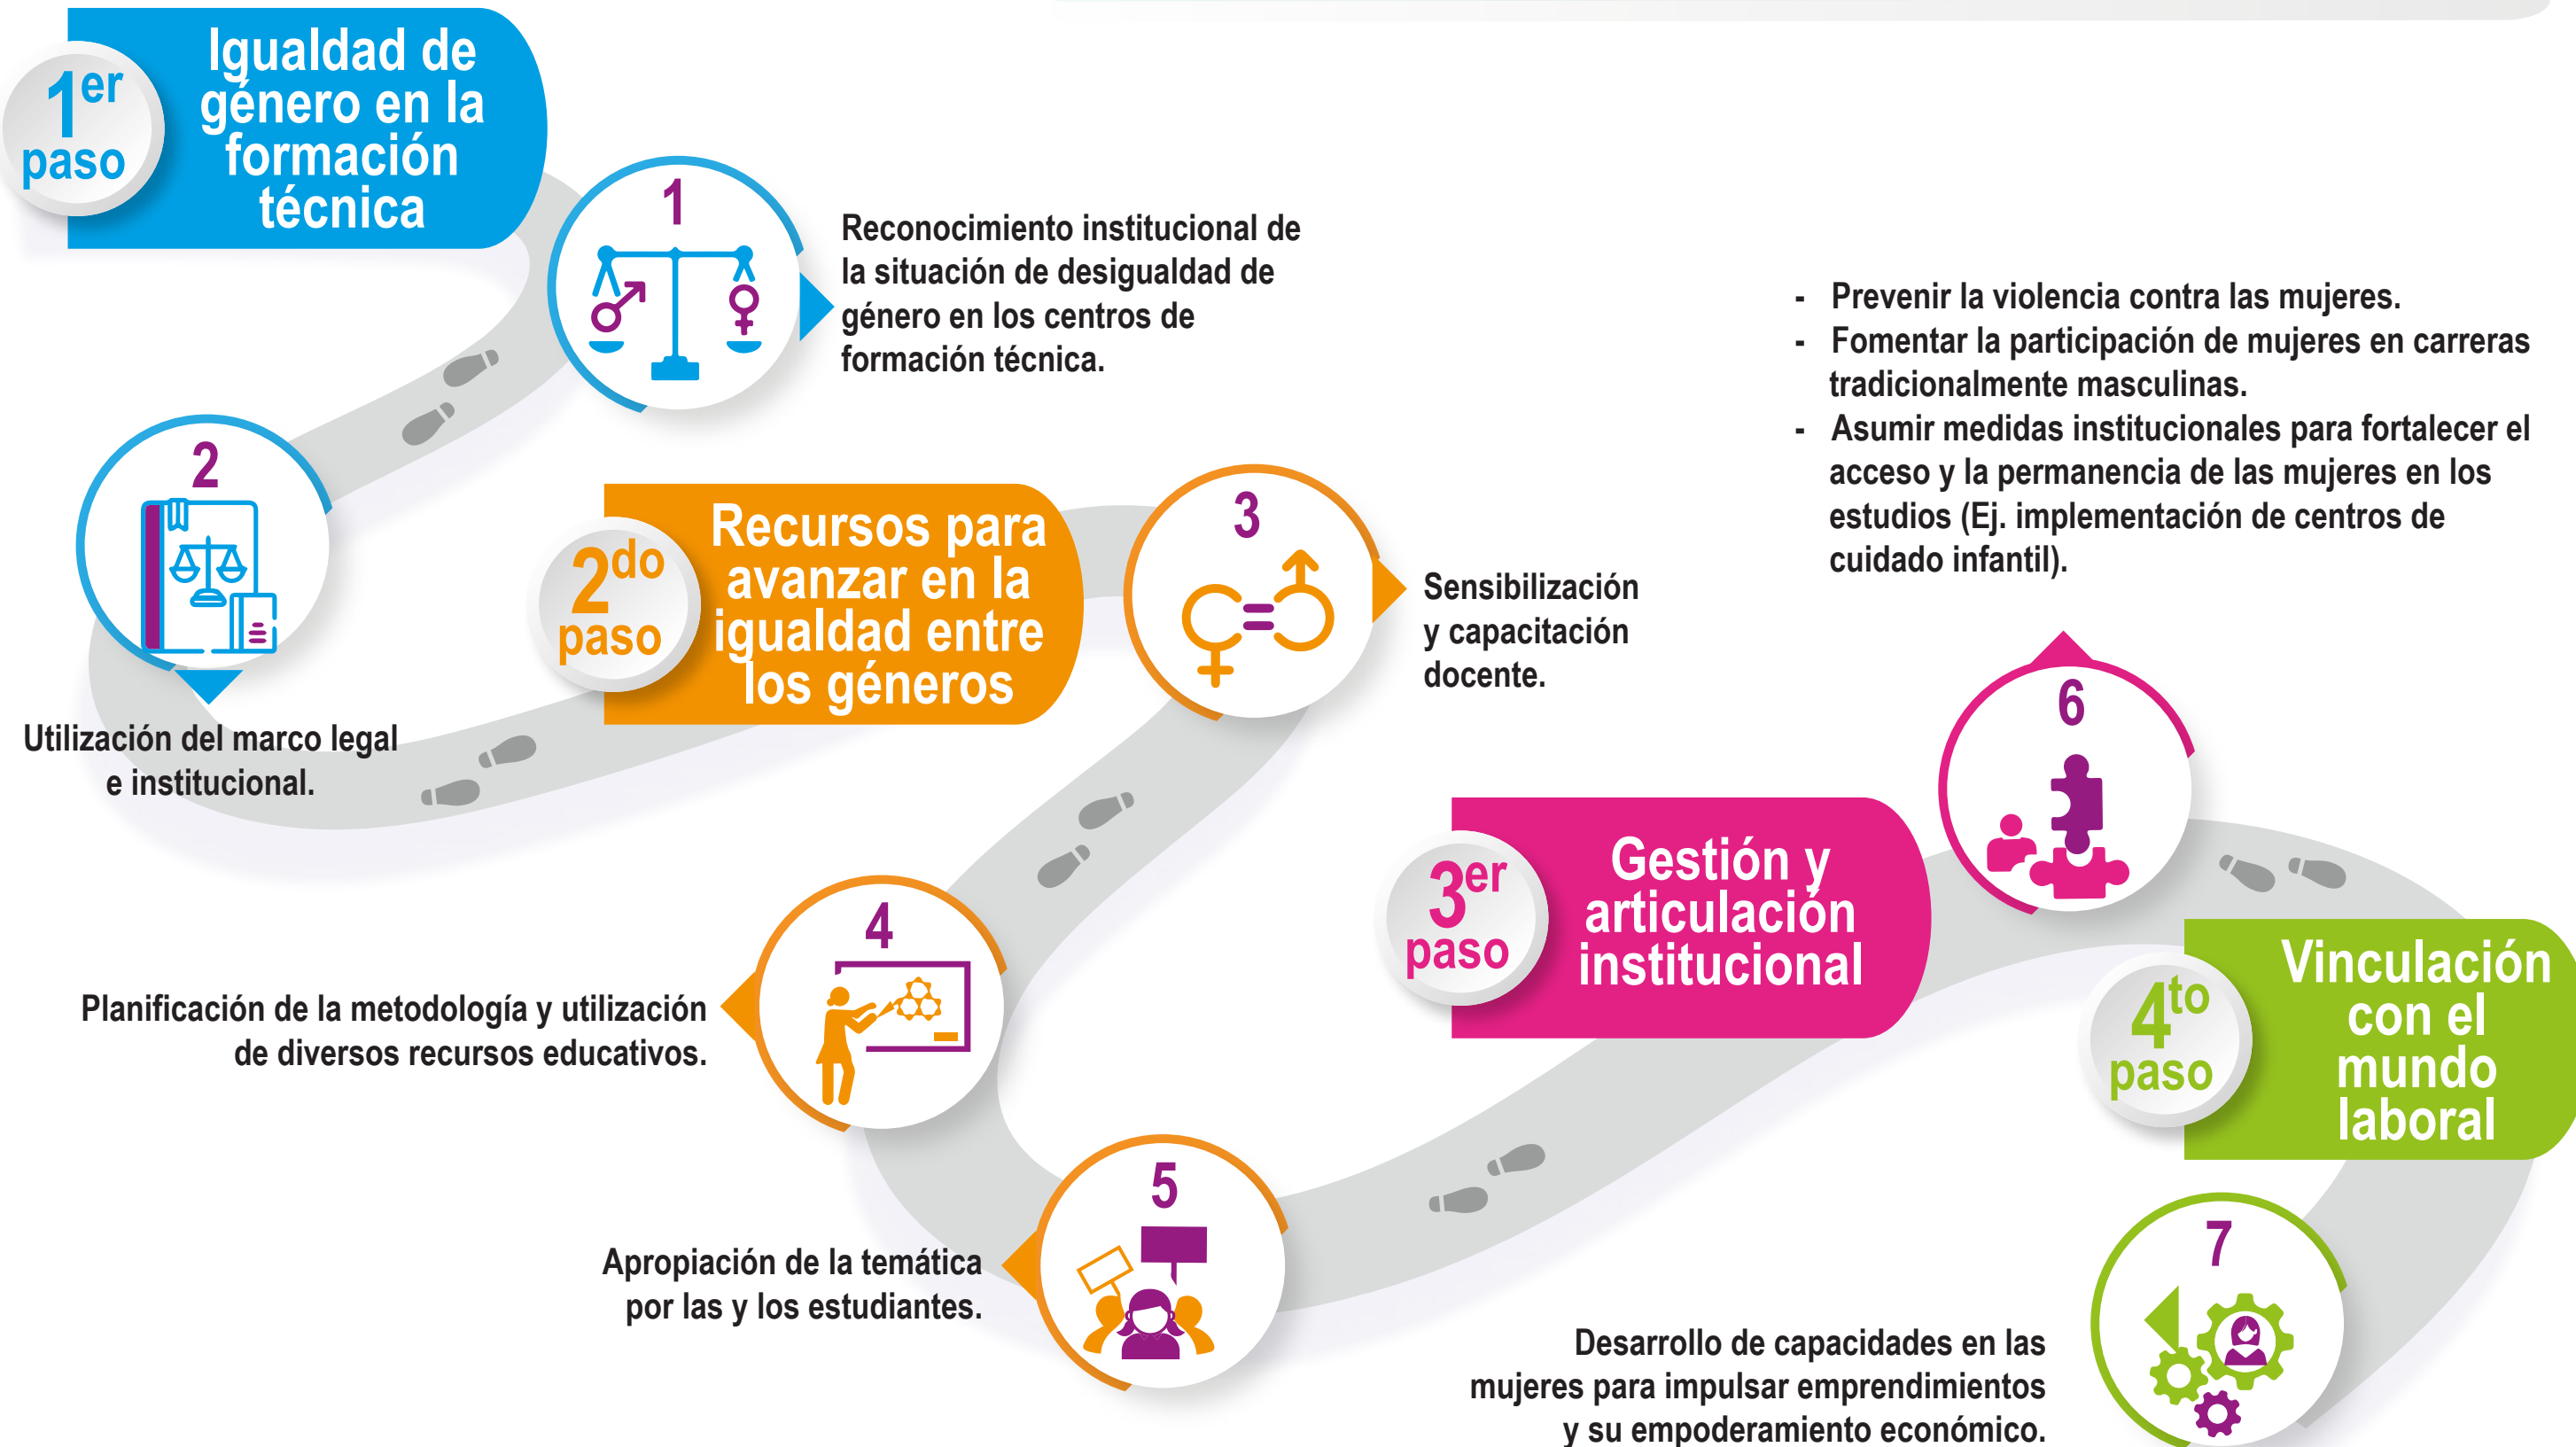 1er
paso
Igualdad de
género en la
formación
técnica
1
Reconocimiento institucional de
la situación de desigualdad de
género en los centros de
formación técnica.
2
Utilización del marco legal
e institucional.
2do
paso
Recursos para
avanzar en la
igualdad entre
los géneros
3
Sensibilización
y capacitación
docente.
4
Planificación de la metodología y utilización
de diversos recursos educativos.
5
Apropiación de la temática
por las y los estudiantes.
3er
paso
Gestión y
articulación
institucional
6
- Prevenir la violencia contra las mujeres.
- Fomentar la participación de mujeres en carreras
tradicionalmente masculinas.
- Asumir medidas institucionales para fortalecer el
acceso y la permanencia de las mujeres en los
estudios (Ej. implementación de centros de
cuidado infantil).
4to
paso
Vinculación
con el
mundo
laboral
7
Desarrollo de capacidades en las
mujeres para impulsar emprendimientos
y su empoderamiento económico.